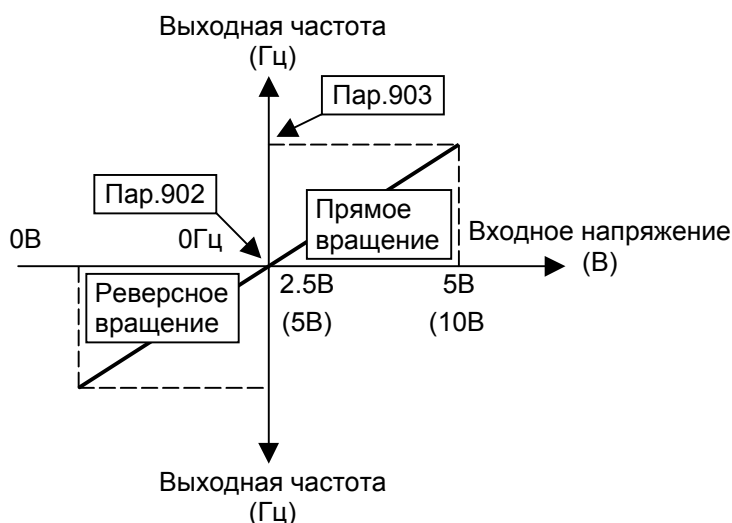 Выходная частота
(Гц)
Пар.903
Пар.902
0В
0Гц
Прямое
вращение
Входное напряжение
(В)
Реверсное
вращение
2.5В
5В
(5В)
(10В
Выходная частота
(Гц)